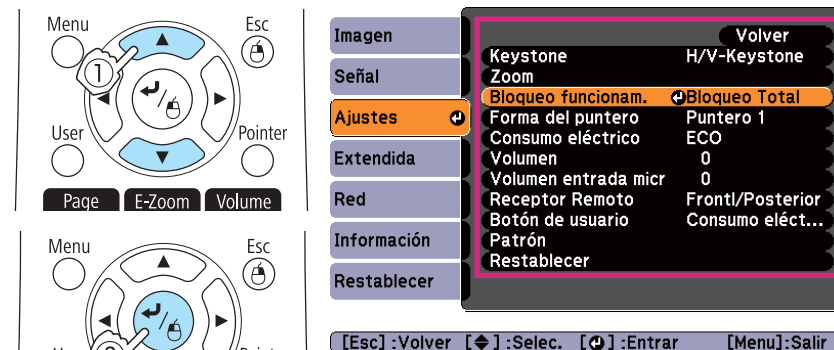 Menu
Esc
1
User
Pointer
Page
E-Zoom
Volume
Menu
Esc
Imagen
Señal
Ajustes
Extendida
Red
Información
Restablecer
Volver
Keystone H/V-Keystone
Zoom
Bloqueo funcionam. Bloqueo Total
Forma del puntero Puntero 1
Consumo eléctrico ECO
Volumen 0
Volumen entrada micr 0
Receptor Remoto Frontl/Posterior
Botón de usuario Consumo eléct...
Patrón
Restablecer
[Esc] :Volver [◆] :Selec. [⏎] :Entrar [Menu]:Salir